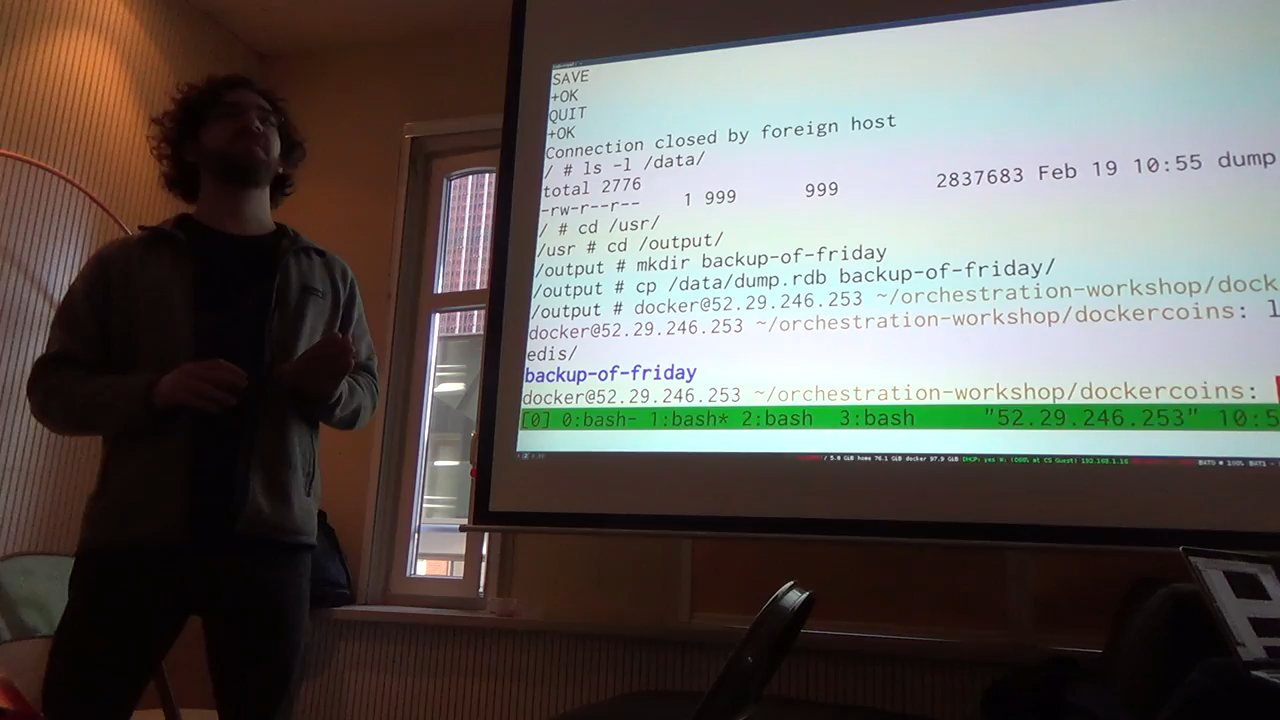 SAVE
+OK
QUIT
+OK
Connection closed by foreign host
/ # ls -l /data/
total 2776
-rw-r--r-- 1 999 999 2837683 Feb 19 10:55 dump
/ # cd /usr/
/usr # cd /output/
/output # mkdir backup-of-friday
/output # cp /data/dump.rdb backup-of-friday/
/output # docker@52.29.246.253 ~/orchestration-workshop/dock
docker@52.29.246.253 ~/orchestration-workshop/dockercoins: l
edis/
backup-of-friday
docker@52.29.246.253 ~/orchestration-workshop/dockercoins:
[0] 0:bash- 1:bash* 2:bash 3:bash "52.29.246.253" 10:5